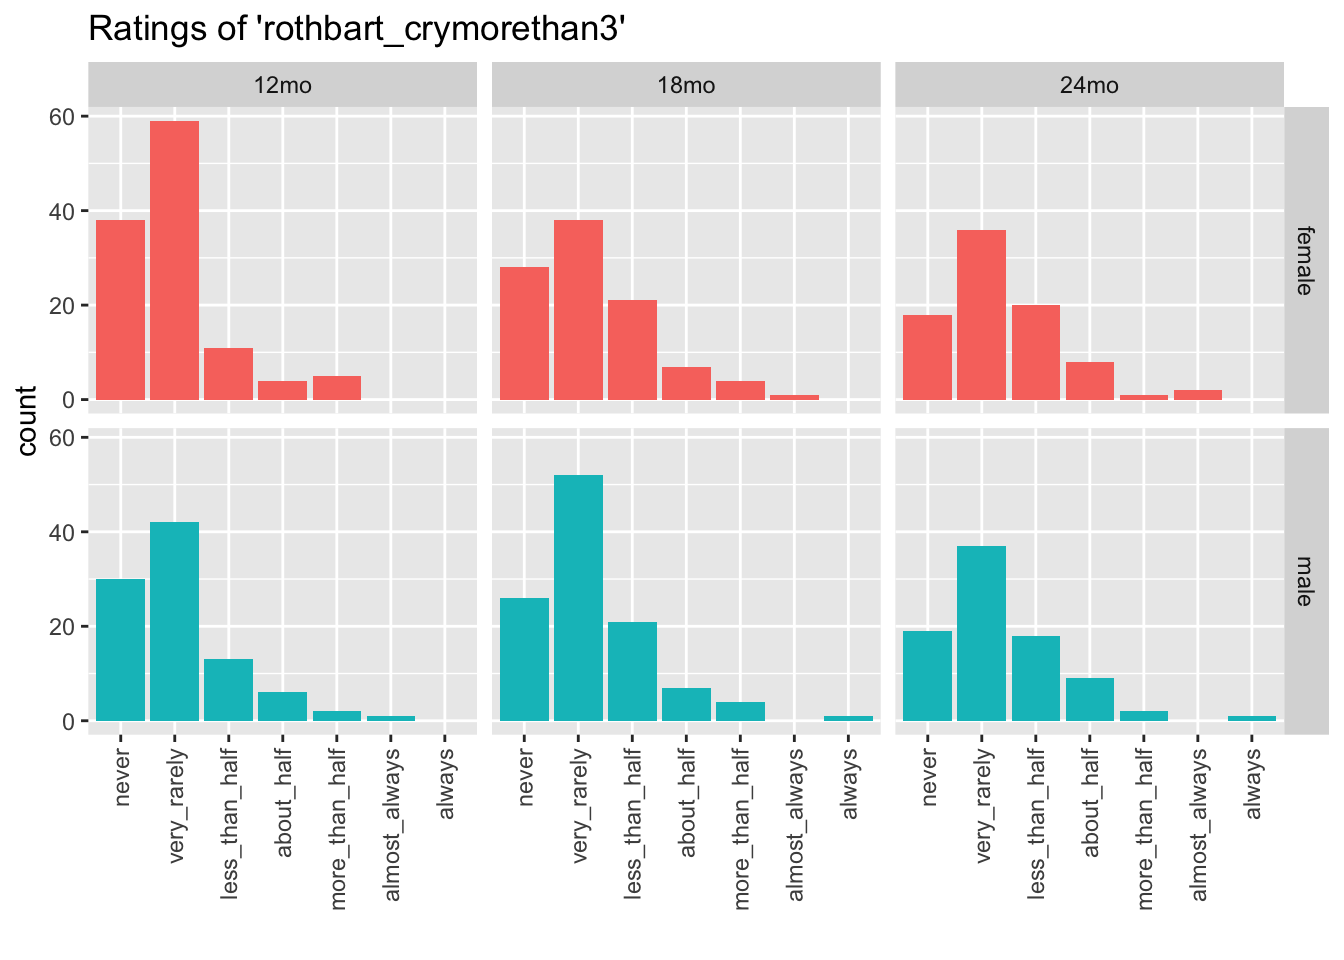 Ratings of 'rothbart_crymorethan3'
12mo
18mo
24mo
60
40
20
0
female
count
60
40
20
0
male
never
very_rarely
less_than_half
about_half
more_than_half
almost_always
always
never
very_rarely
less_than_half
about_half
more_than_half
almost_always
always
never
very_rarely
less_than_half
about_half
more_than_half
almost_always
always